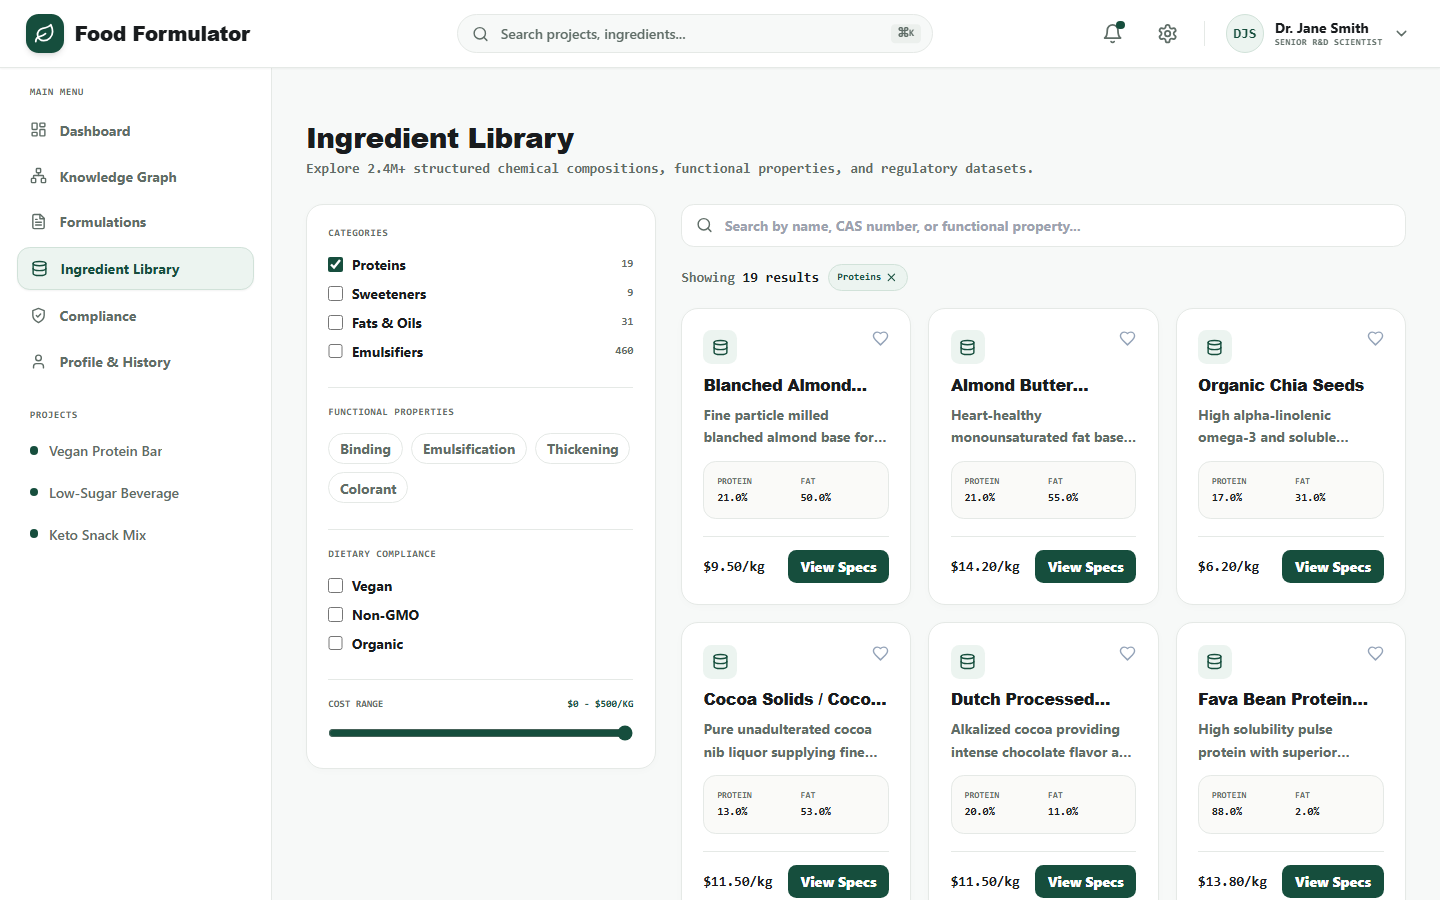 Food Formulator
Search projects, ingredients...
⌘K
DJS
Dr. Jane Smith
SENIOR R&D SCIENTIST
MAIN MENU
Dashboard
Knowledge Graph
Formulations
Ingredient Library
Compliance
Profile & History
PROJECTS
Vegan Protein Bar
Low-Sugar Beverage
Keto Snack Mix
Ingredient Library
Explore 2.4M+ structured chemical compositions, functional properties, and regulatory datasets.
CATEGORIES
Proteins 19
Sweeteners 9
Fats & Oils 31
Emulsifiers 460
FUNCTIONAL PROPERTIES
Binding Emulsification Thickening
Colorant
DIETARY COMPLIANCE
Vegan
Non-GMO
Organic
COST RANGE $0 - $500/KG
Search by name, CAS number, or functional property...
Showing 19 results Proteins ×
Blanched Almond...
Fine particle milled
blanched almond base for...
PROTEIN FAT
21.0% 50.0%
$9.50/kg View Specs
Almond Butter...
Heart-healthy
monounsaturated fat base...
PROTEIN FAT
21.0% 55.0%
$14.20/kg View Specs
Organic Chia Seeds
High alpha-linolenic
omega-3 and soluble...
PROTEIN FAT
17.0% 31.0%
$6.20/kg View Specs
Cocoa Solids / Coco...
Pure unadulterated cocoa
nib liquor supplying fine...
PROTEIN FAT
13.0% 53.0%
$11.50/kg View Specs
Dutch Processed...
Alkalized cocoa providing
intense chocolate flavor a...
PROTEIN FAT
20.0% 11.0%
$11.50/kg View Specs
Fava Bean Protein...
High solubility pulse
protein with superior...
PROTEIN FAT
88.0% 2.0%
$13.80/kg View Specs